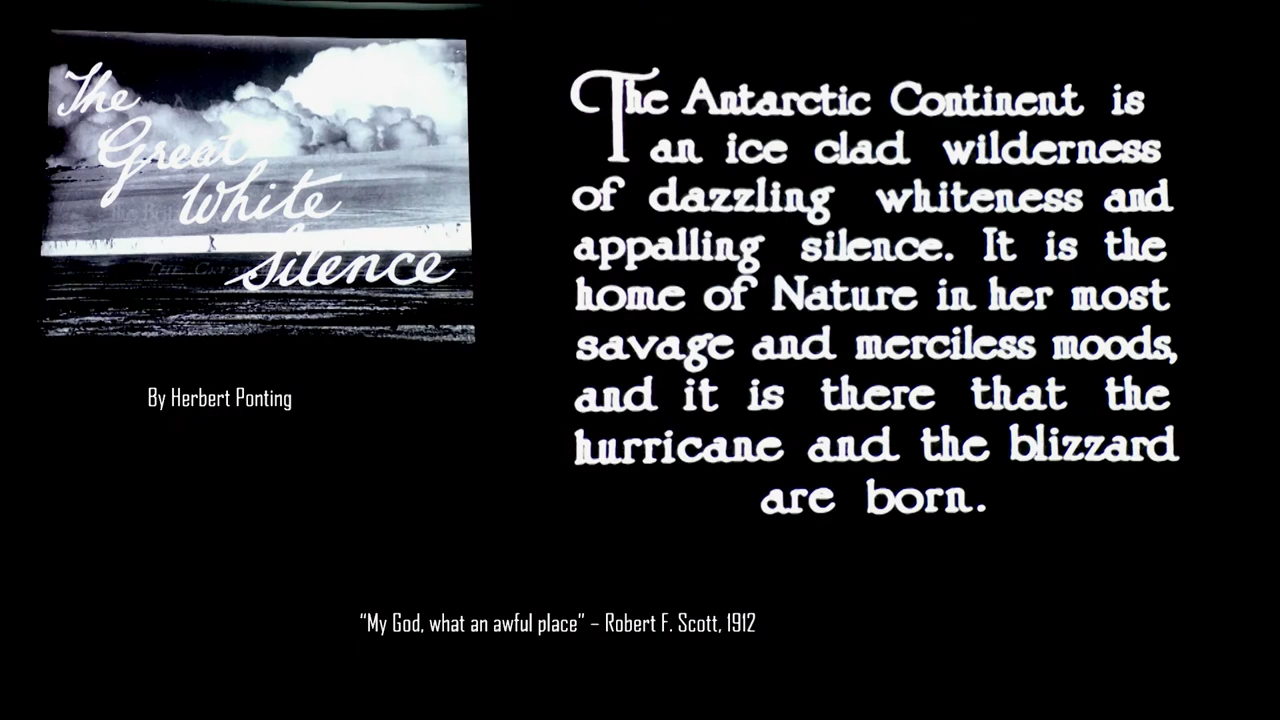 The
Great
White
Silence
By Herbert Ponting
The Antarctic Continent is
an ice clad wilderness
of dazzling whiteness and
appalling silence. It is the
home of Nature in her most
savage and merciless moods,
and it is there that the
hurricane and the blizzard
are born.
“My God, what an awful place” – Robert F. Scott, 1912